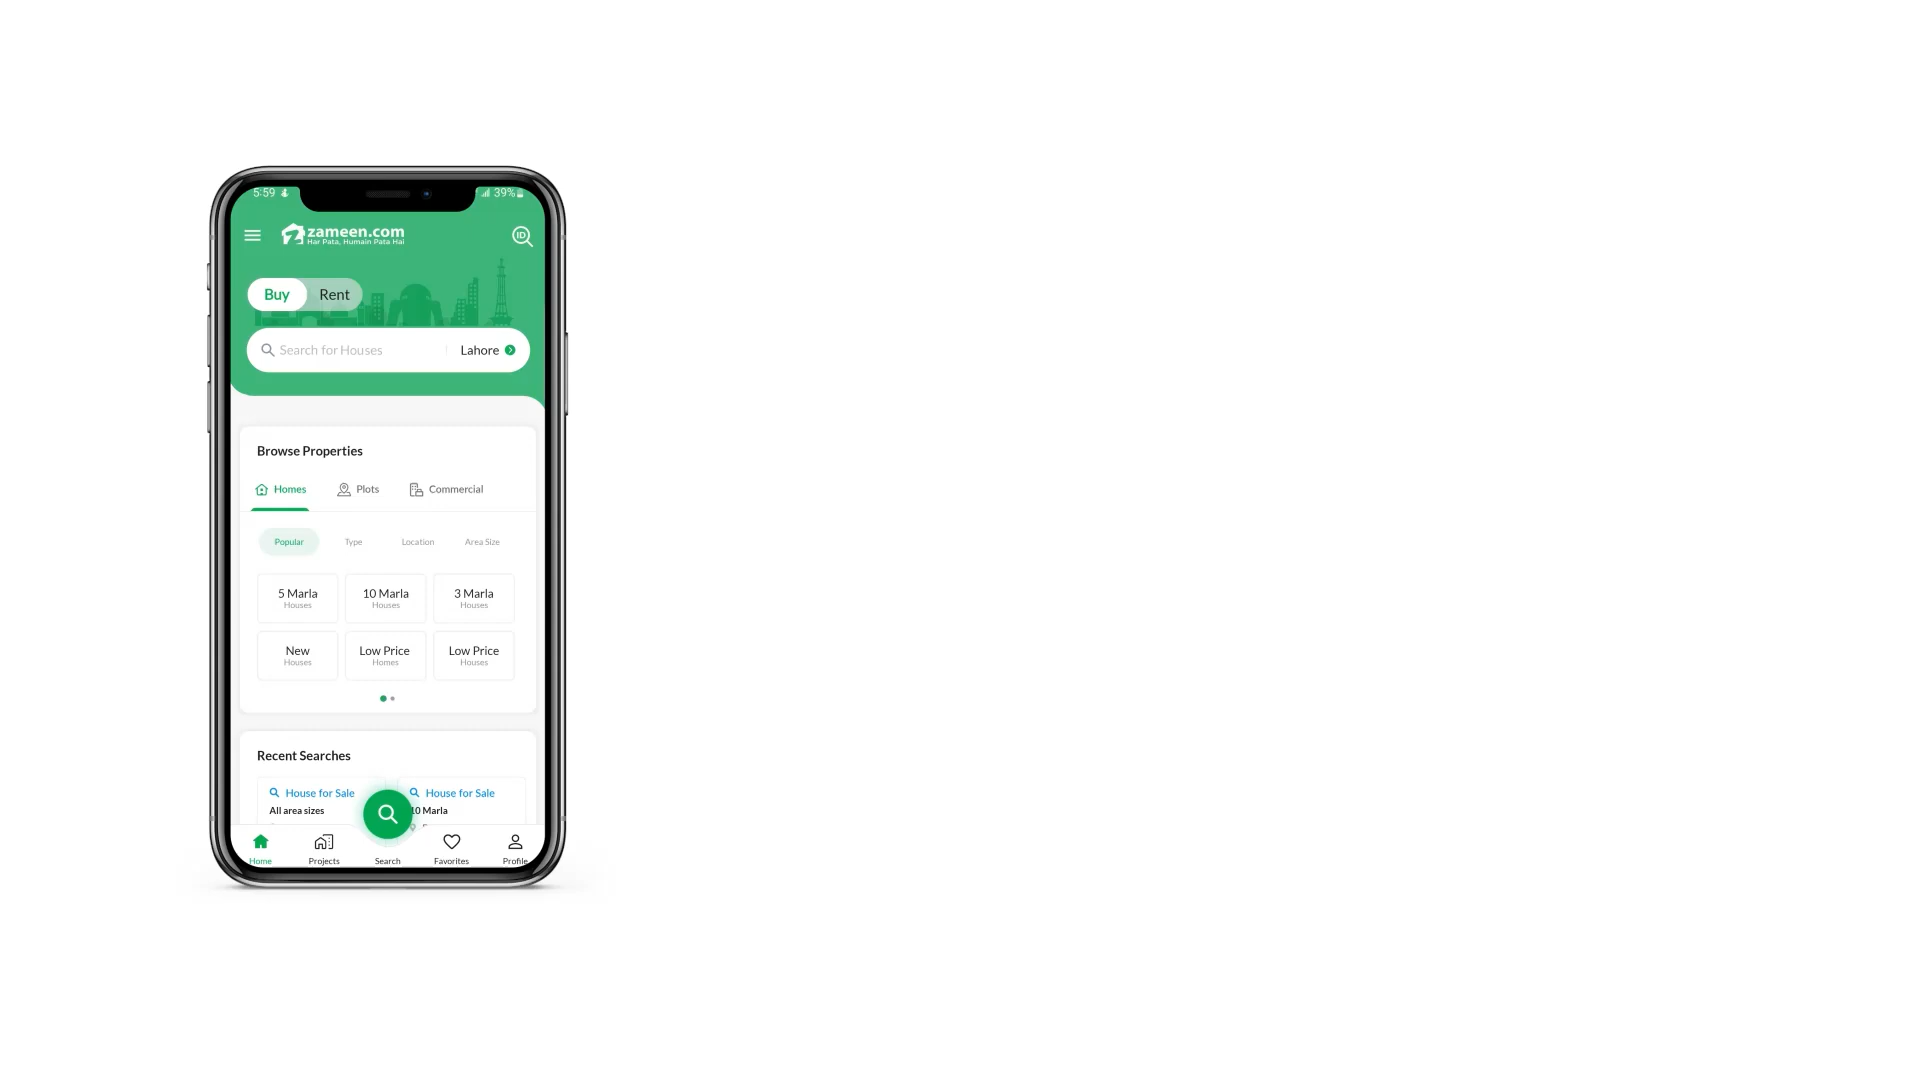 5:59 39%
zameen.com
Har Pata, Humain Pata Hai
ID
Buy Rent
Search for Houses Lahore
Browse Properties
Homes Plots Commercial
Popular Type Location Area Size
5 Marla 10 Marla 3 Marla
Houses Houses Houses
New Low Price Low Price
Houses Homes Houses
Recent Searches
House for Sale House for Sale
All area sizes 10 Marla
Home Projects Search Favorites Profile